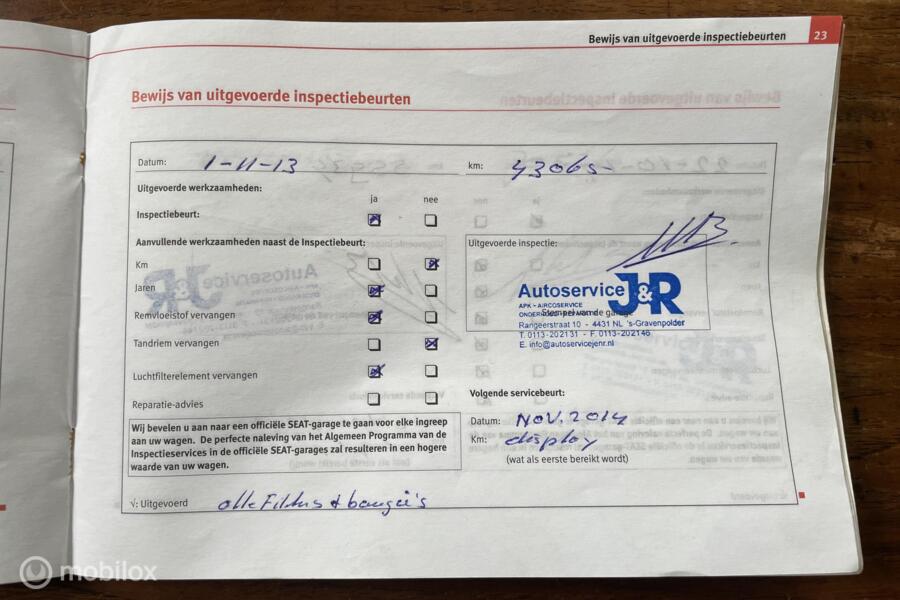 Bewijs van uitgevoerde inspectiebeurten 23
Bewijs van uitgevoerde inspectiebeurten
Datum: 1-11-13 km: 43065-
Uitgevoerde werkzaamheden:
ja nee
Inspectiebeurt:
Aanvullende werkzaamheden naast de Inspectiebeurt:
Km
Jaren
Remvloeistof vervangen
Tandriem vervangen
Luchtfilterelement vervangen
Reparatie-advies
Uitgevoerde inspectie:
Autoservice J&R
APK - AIRCOSERVICE
Stempel van de garage
Rangeerstraat 10 - 4431 NL 's-Gravenpolder
T. 0113-202131 - F. 0113-202146
E. info@autoservicejenr.nl
Volgende servicebeurt:
Datum: NOV. 2014
Km: display
(wat als eerste bereikt wordt)
Wij bevelen u aan naar een officiële SEAT-garage te gaan voor elke ingreep
aan uw wagen. De perfecte naleving van het Algemeen Programma van de
Inspectieservices in de officiële SEAT-garages zal resulteren in een hogere
waarde van uw wagen.
√: Uitgevoerd alle Filters + bougie's
mobilox